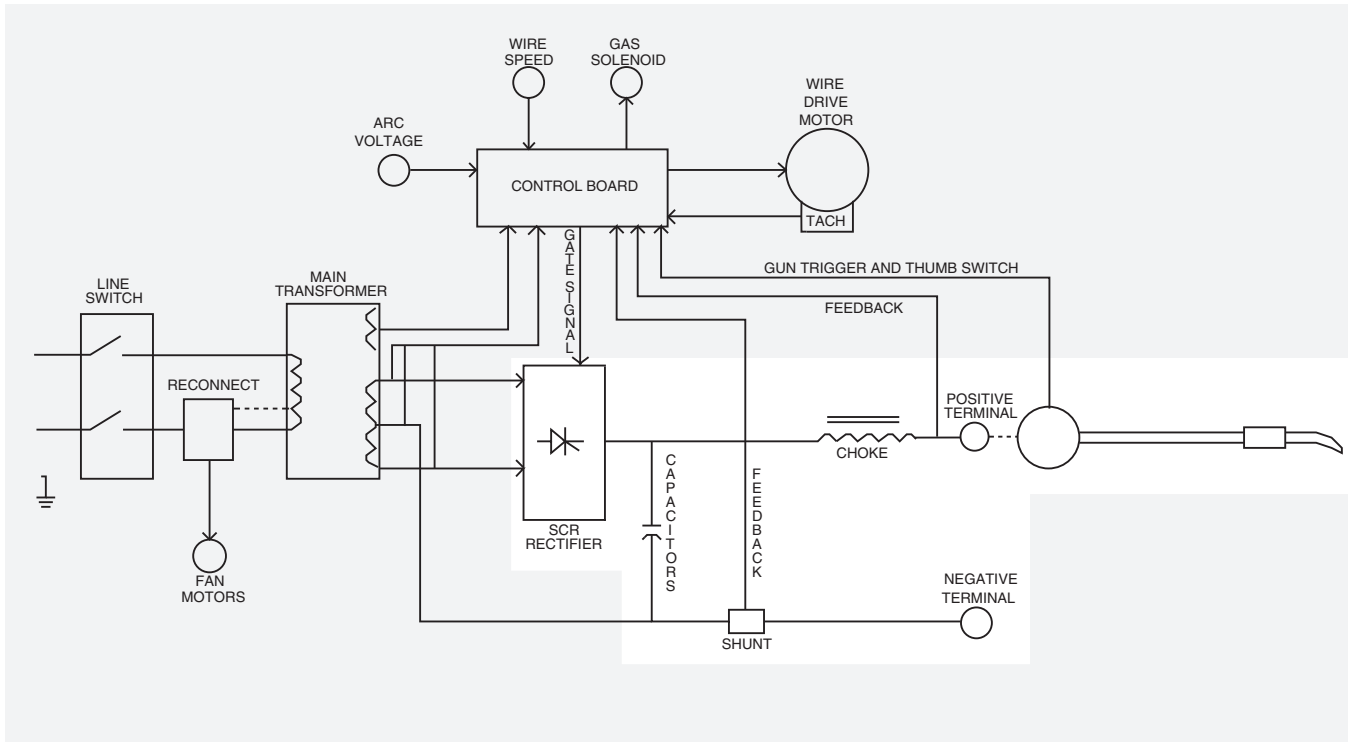 WIRE
SPEED
GAS
SOLENOID
WIRE
DRIVE
MOTOR
ARC
VOLTAGE
CONTROL BOARD
TACH
GATE SIGNAL
GUN TRIGGER AND THUMB SWITCH
FEEDBACK
LINE
SWITCH
MAIN
TRANSFORMER
RECONNECT
POSITIVE
TERMINAL
CHOKE
CAPACITORS
FEEDBACK
SCR
RECTIFIER
FAN
MOTORS
NEGATIVE
TERMINAL
SHUNT